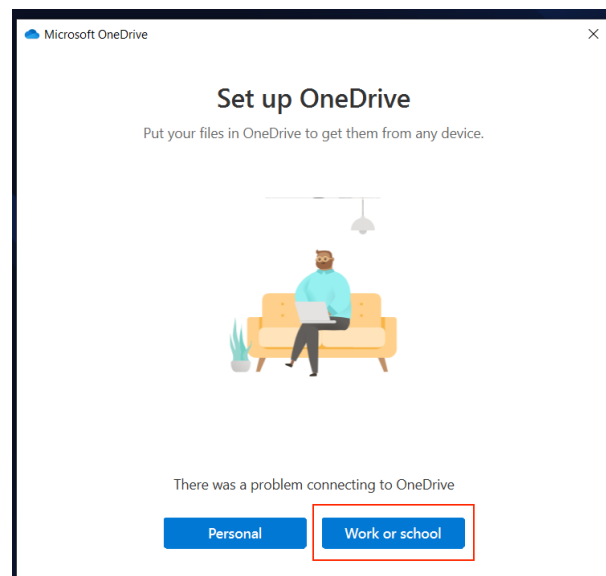 Microsoft OneDrive
Set up OneDrive
Put your files in OneDrive to get them from any device.
There was a problem connecting to OneDrive
Personal
Work or school